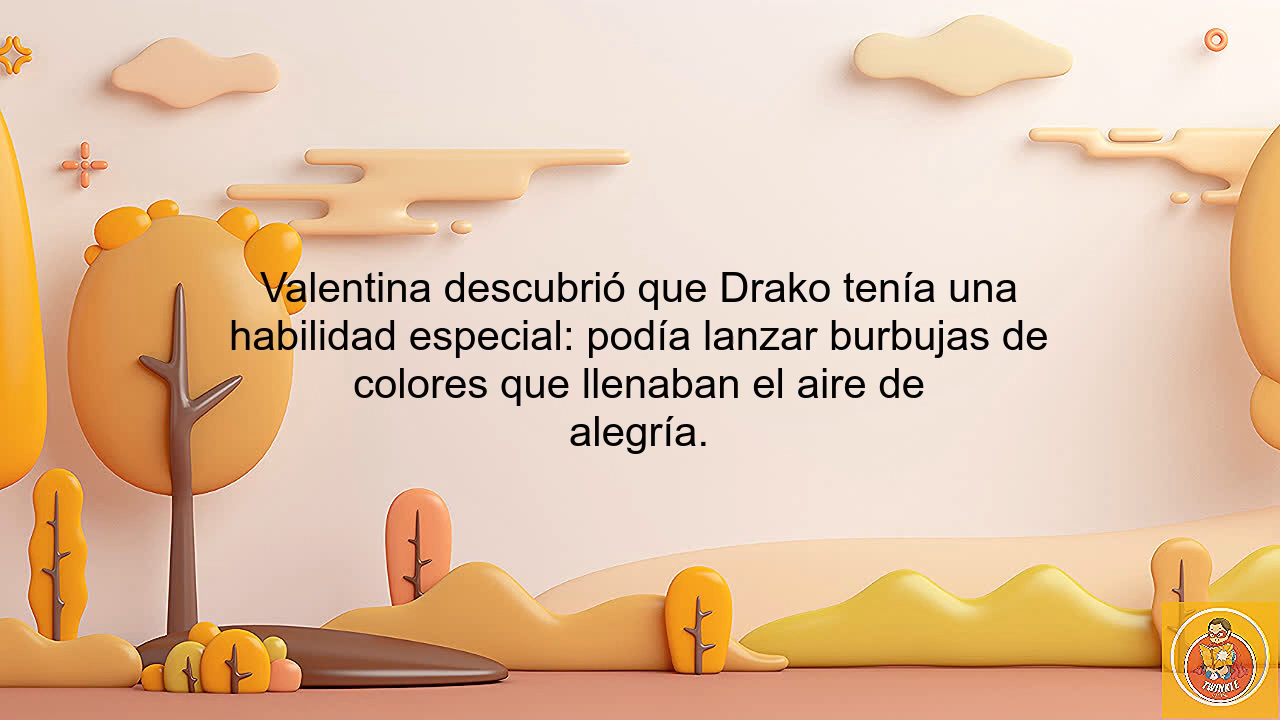 Valentina descubrió que Drako tenía una
habilidad especial: podía lanzar burbujas de
colores que llenaban el aire de
alegría.
TWINKLE